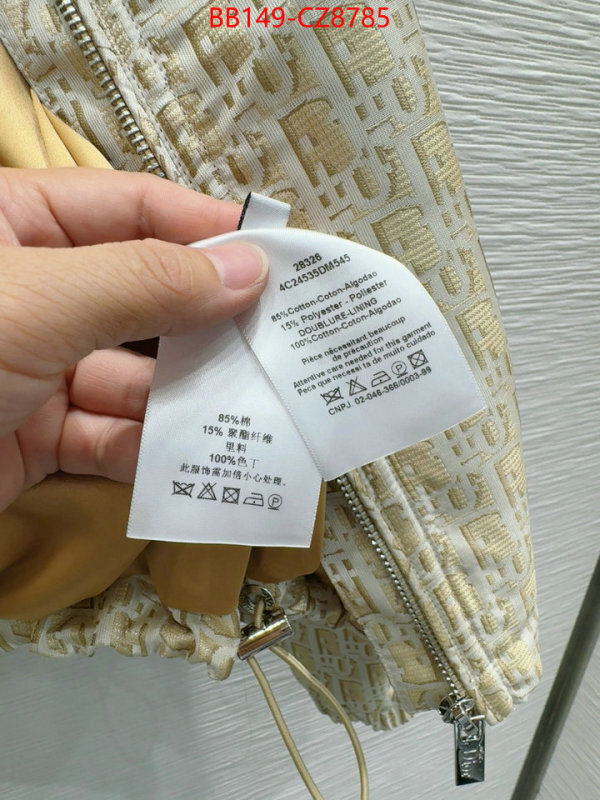 BB149-CZ8785
28326
4C24535DM545
85%Cotton-Coton-Algodao
15% Polyester - Poliester
DOUBLURE-LINING
100%Cotton-Coton-Algodao
Pièce nécessitant beaucoup
de précaution
Attentive care needed for this garment
Peça que necessita de muito cuidado
CNPJ. 02-046-366/0003-99
85%棉
15% 聚酯纤维
里料
100%色丁
此服饰需加倍小心处理。